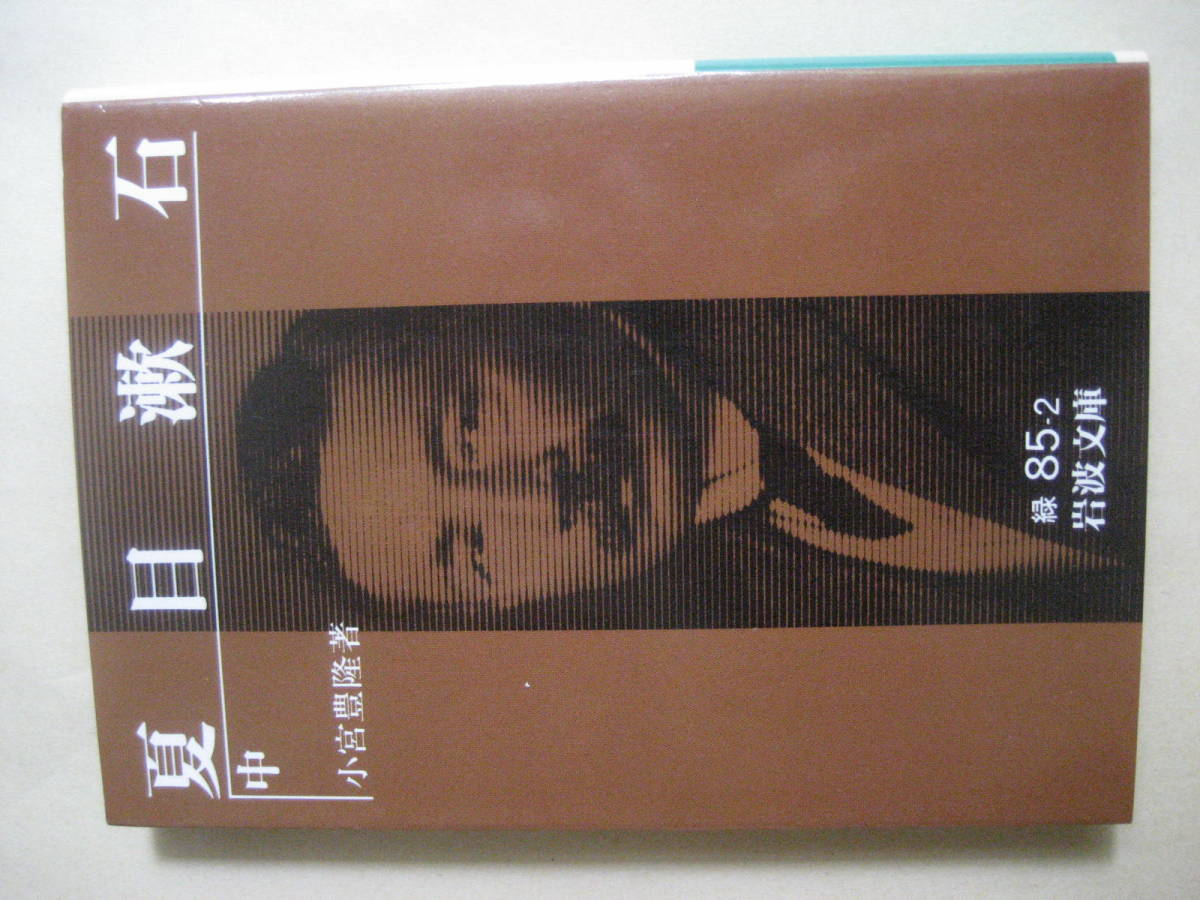 夏目漱石
中
小宮豊隆著
緑 85-2
岩波文庫